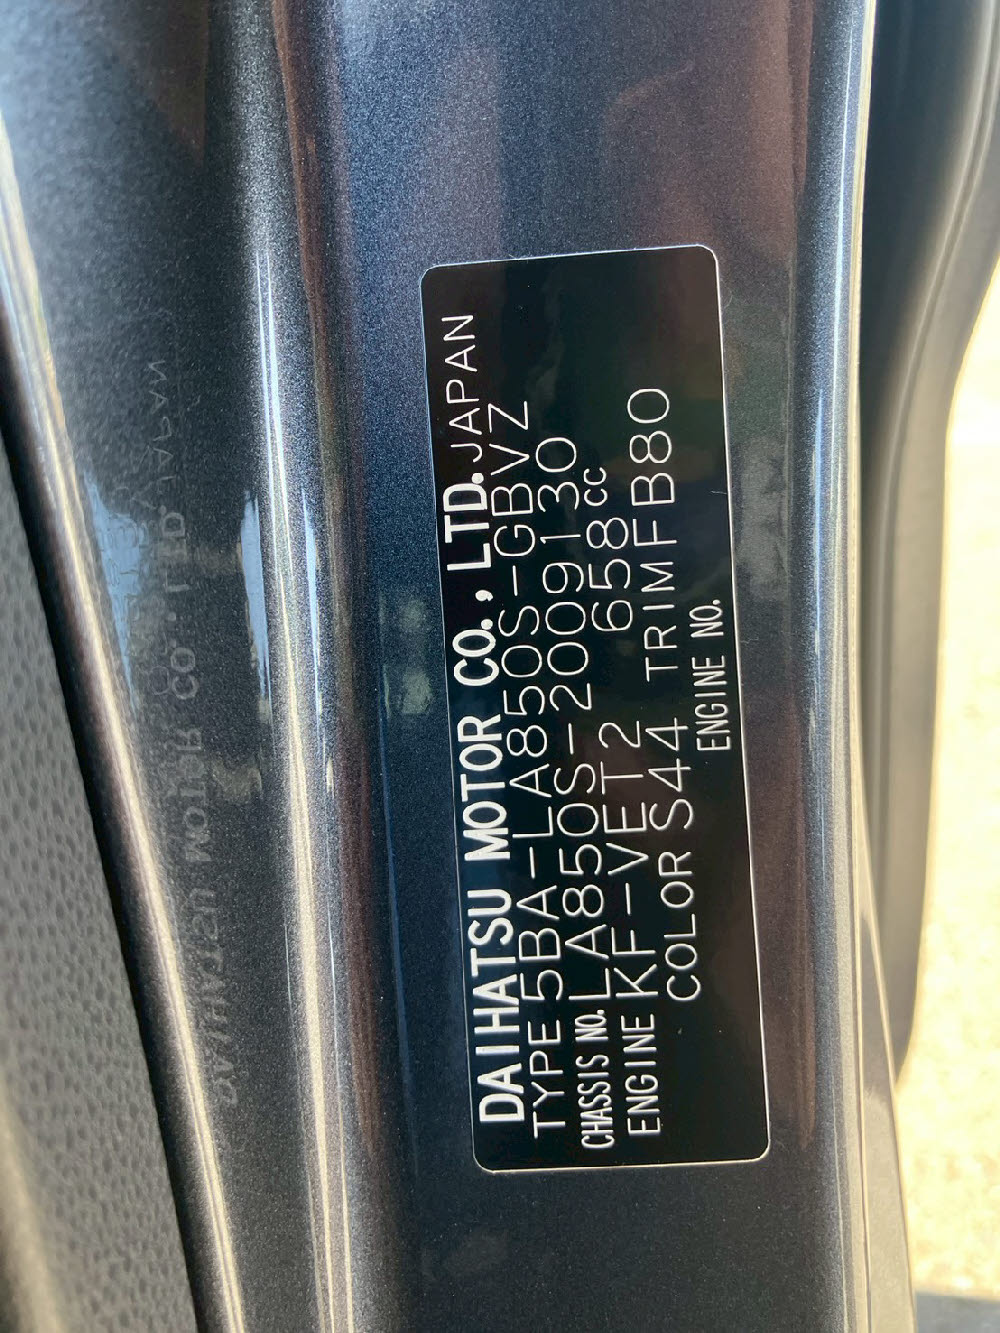 DAIHATSU MOTOR CO., LTD. JAPAN
TYPE 5BA-LA850S-GBVZ
CHASSIS NO. LA850S-2009130
ENGINE KF-VET2 658cc
COLOR S44 TRIM FB80
ENGINE NO.